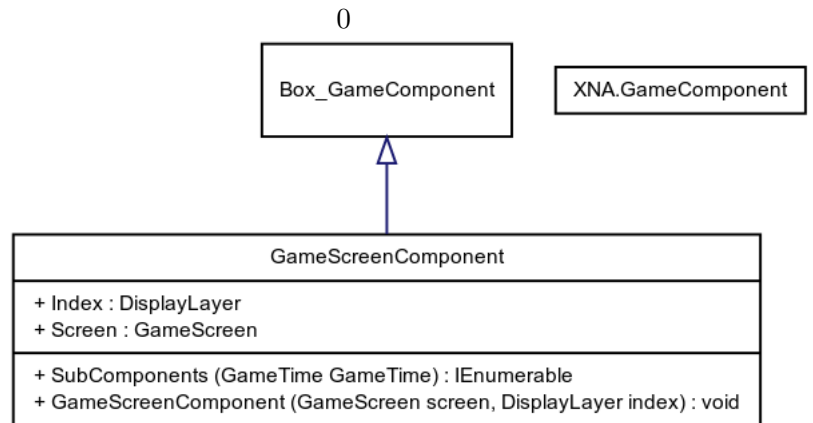 0
Box_GameComponent
XNA.GameComponent
GameScreenComponent
+ Index : DisplayLayer
+ Screen : GameScreen
+ SubComponents (GameTime GameTime) : IEnumerable
+ GameScreenComponent (GameScreen screen, DisplayLayer index) : void